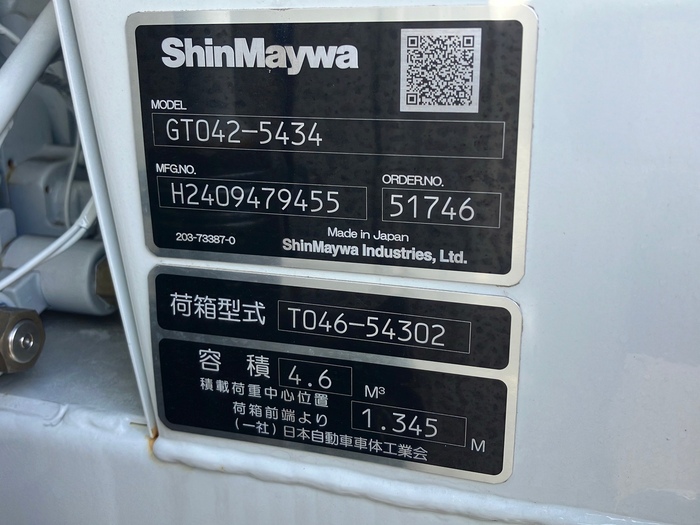 ShinMaywa
MODEL
GT042-5434
MFG.NO.
ORDER.NO.
H2409479455
51746
203-73387-0
Made in Japan
ShinMaywa Industries, Ltd.
荷箱型式 T046-54302
容積 4.6 M³
積載荷重中心位置
荷箱前端より 1.345 M
(一社)日本自動車車体工業会